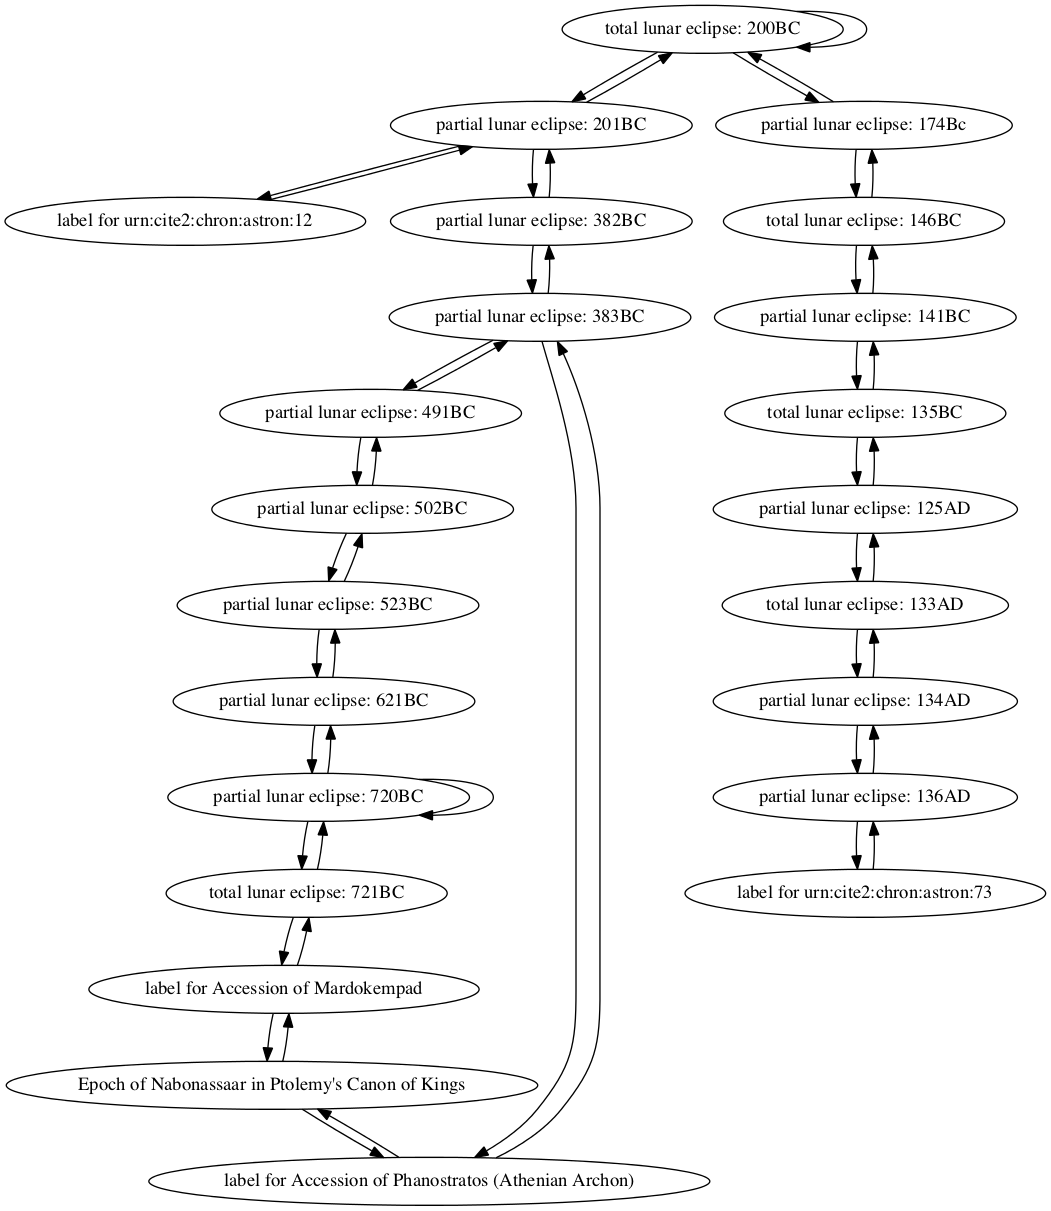 total lunar eclipse: 200BC
partial lunar eclipse: 201BC
partial lunar eclipse: 174Bc
label for urn:cite2:chron:astron:12
partial lunar eclipse: 382BC
total lunar eclipse: 146BC
partial lunar eclipse: 383BC
partial lunar eclipse: 141BC
partial lunar eclipse: 491BC
total lunar eclipse: 135BC
partial lunar eclipse: 502BC
partial lunar eclipse: 125AD
partial lunar eclipse: 523BC
total lunar eclipse: 133AD
partial lunar eclipse: 621BC
partial lunar eclipse: 134AD
partial lunar eclipse: 720BC
partial lunar eclipse: 136AD
total lunar eclipse: 721BC
label for urn:cite2:chron:astron:73
label for Accession of Mardokempad
Epoch of Nabonassaar in Ptolemy's Canon of Kings
label for Accession of Phanostratos (Athenian Archon)